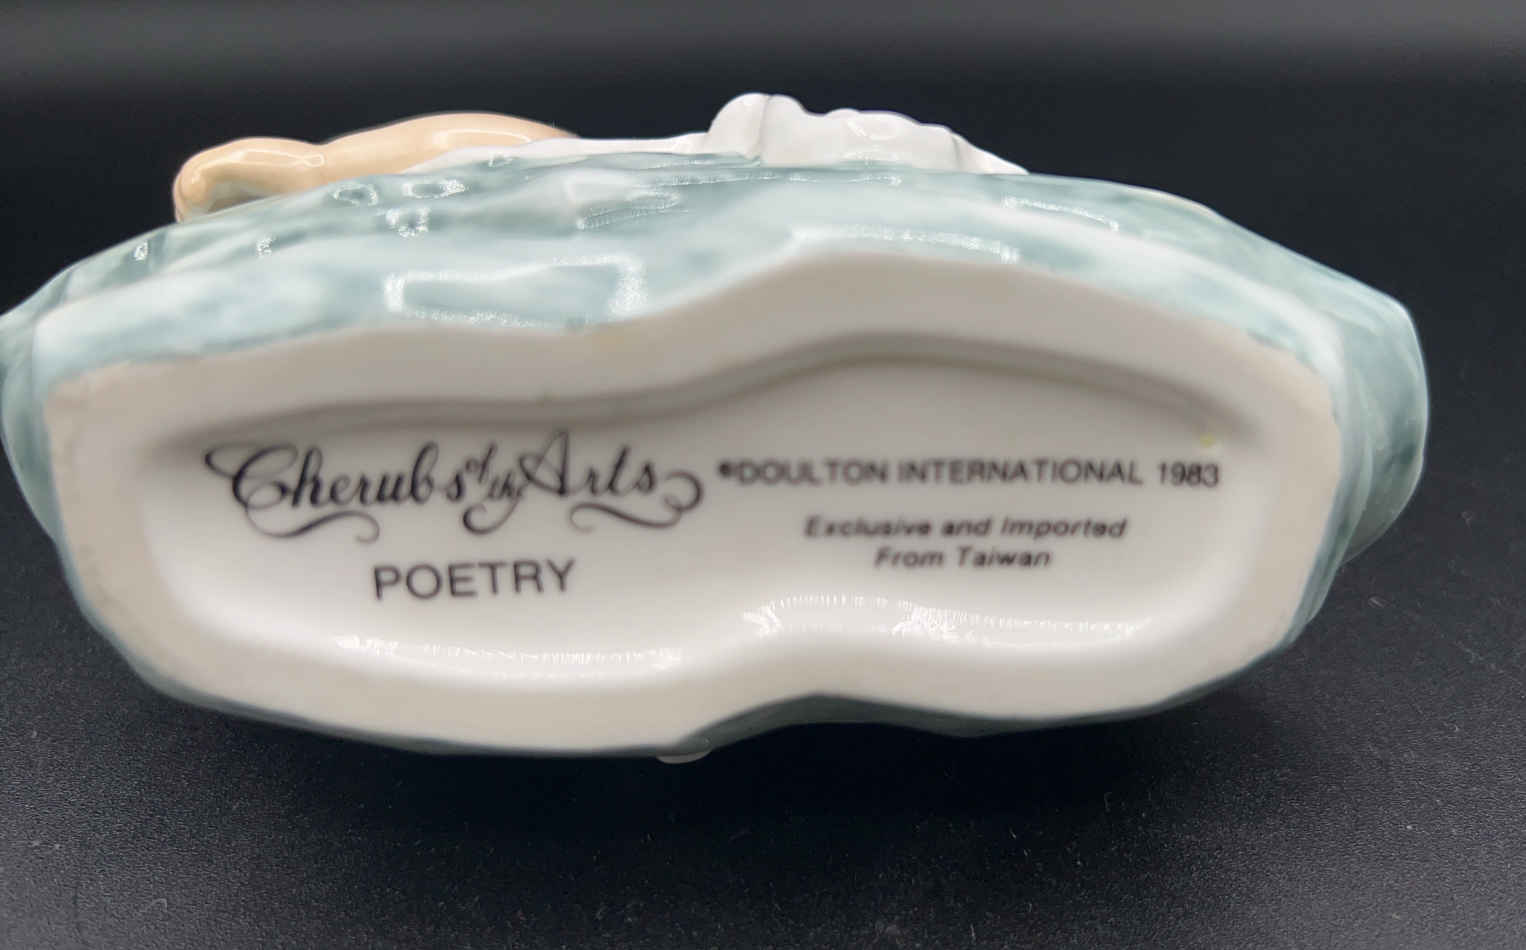 Cherubs of the Arts
POETRY
©DOULTON INTERNATIONAL 1983
Exclusive and Imported
From Taiwan